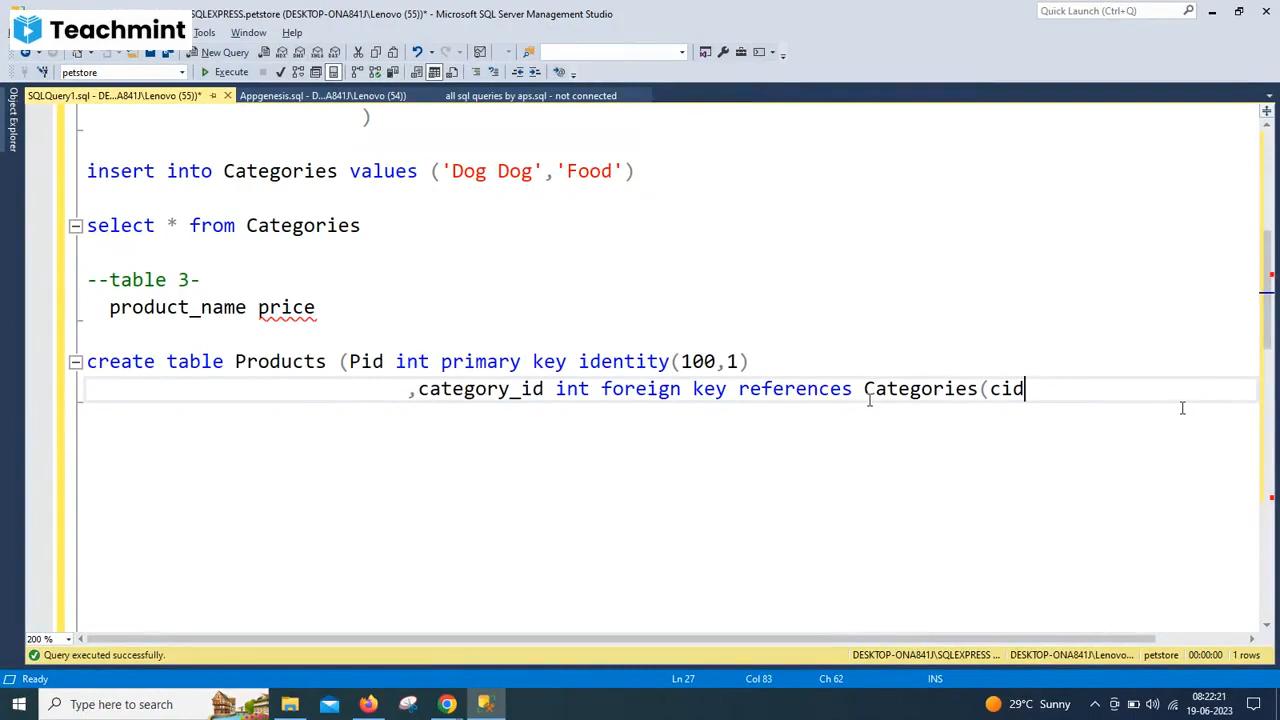 SQLEXPRESS.petstore (DESKTOP-ONA841J\Lenovo (55))* - Microsoft SQL Server Management Studio
Quick Launch (Ctrl+Q)
Teachmint
Tools Window Help
New Query
petstore
Execute
SQLQuery1.sql - DE...A841J\Lenovo (55))*
Appgenesis.sql - D...A841J\Lenovo (54))
all sql queries by aps.sql - not connected
Object Explorer
)
insert into Categories values ('Dog Dog','Food')
select * from Categories
--table 3-
product_name price
create table Products (Pid int primary key identity(100,1)
,category_id int foreign key references Categories(cid
200 %
Query executed successfully.
DESKTOP-ONA841J\SQLEXPRESS ...
DESKTOP-ONA841J\Lenovo...
petstore
00:00:00
1 rows
Ready
Ln 27
Col 83
Ch 62
INS
Type here to search
29°C Sunny
08:22:21
19-06-2023